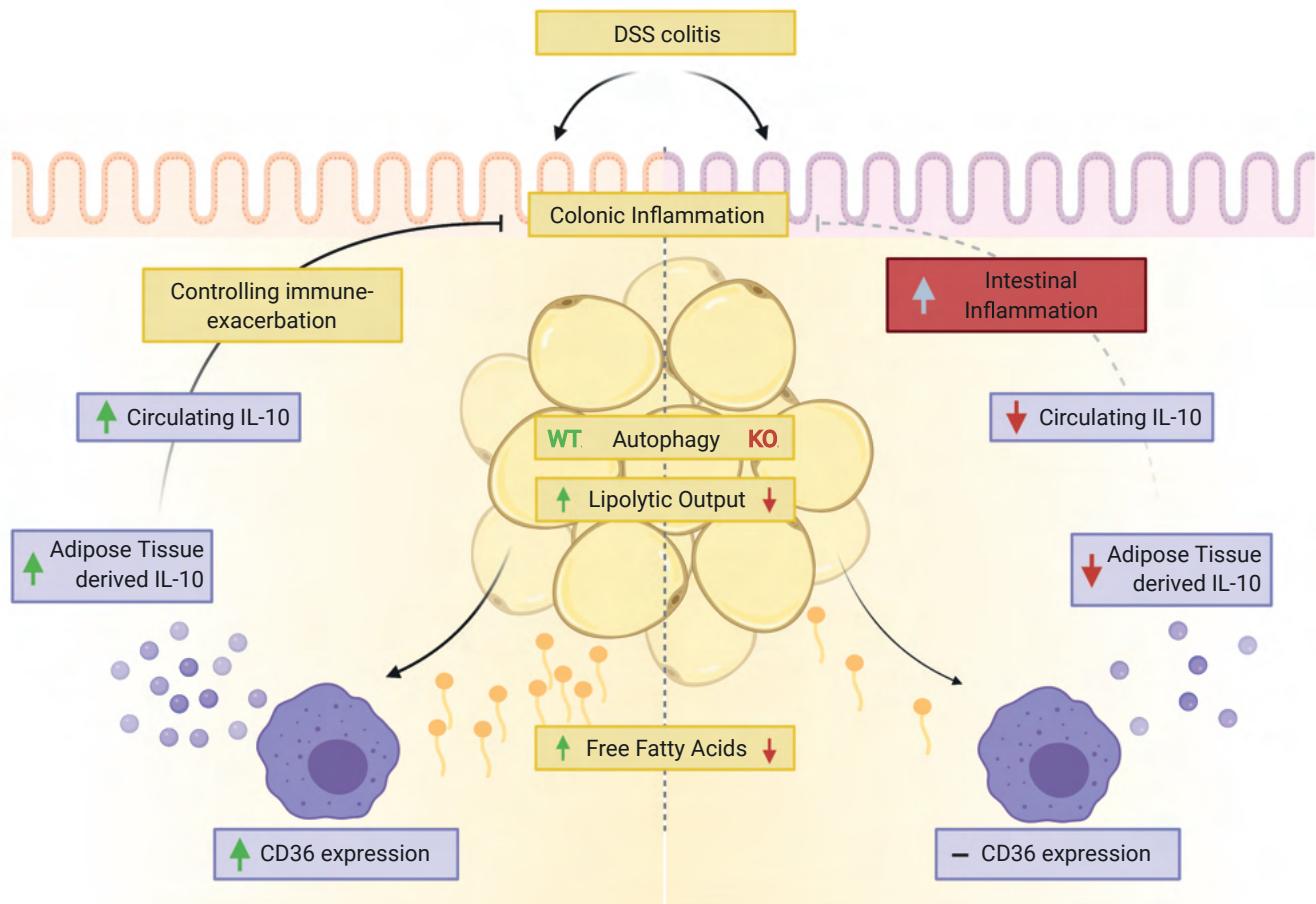 DSS colitis
Colonic Inflammation
Controlling immune-
exacerbation
Intestinal
Inflammation
Circulating IL-10
Circulating IL-10
WT. Autophagy KO.
Lipolytic Output
Adipose Tissue
derived IL-10
Adipose Tissue
derived IL-10
Free Fatty Acids
CD36 expression
– CD36 expression